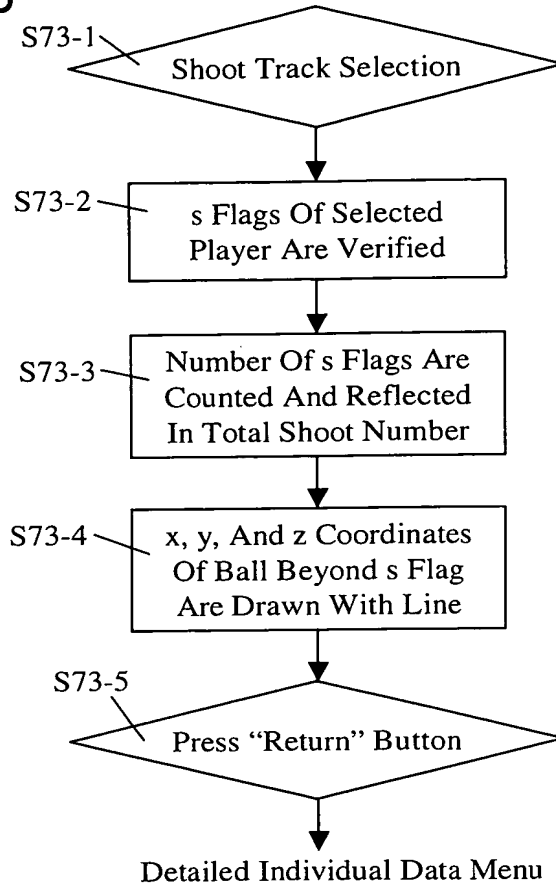 S73-1
Shoot Track Selection
S73-2
s Flags Of Selected
Player Are Verified
S73-3
Number Of s Flags Are
Counted And Reflected
In Total Shoot Number
S73-4
x, y, And z Coordinates
Of Ball Beyond s Flag
Are Drawn With Line
S73-5
Press “Return” Button
Detailed Individual Data Menu